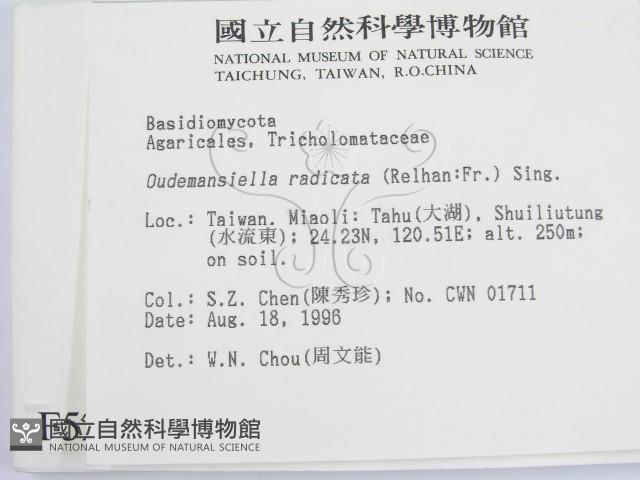 國立自然科學博物館
NATIONAL MUSEUM OF NATURAL SCIENCE
TAICHUNG, TAIWAN, R.O.CHINA
Basidiomycota
Agaricales, Tricholomataceae
Oudemansiella radicata (Relhan:Fr.) Sing.
Loc.: Taiwan. Miaoli: Tahu(大湖), Shuiliutung
(水流東); 24.23N, 120.51E; alt. 250m;
on soil.
Col.: S.Z. Chen(陳秀珍); No. CWN 01711
Date: Aug. 18, 1996
Det.: W.N. Chou(周文能)
國立自然科學博物館
NATIONAL MUSEUM OF NATURAL SCIENCE